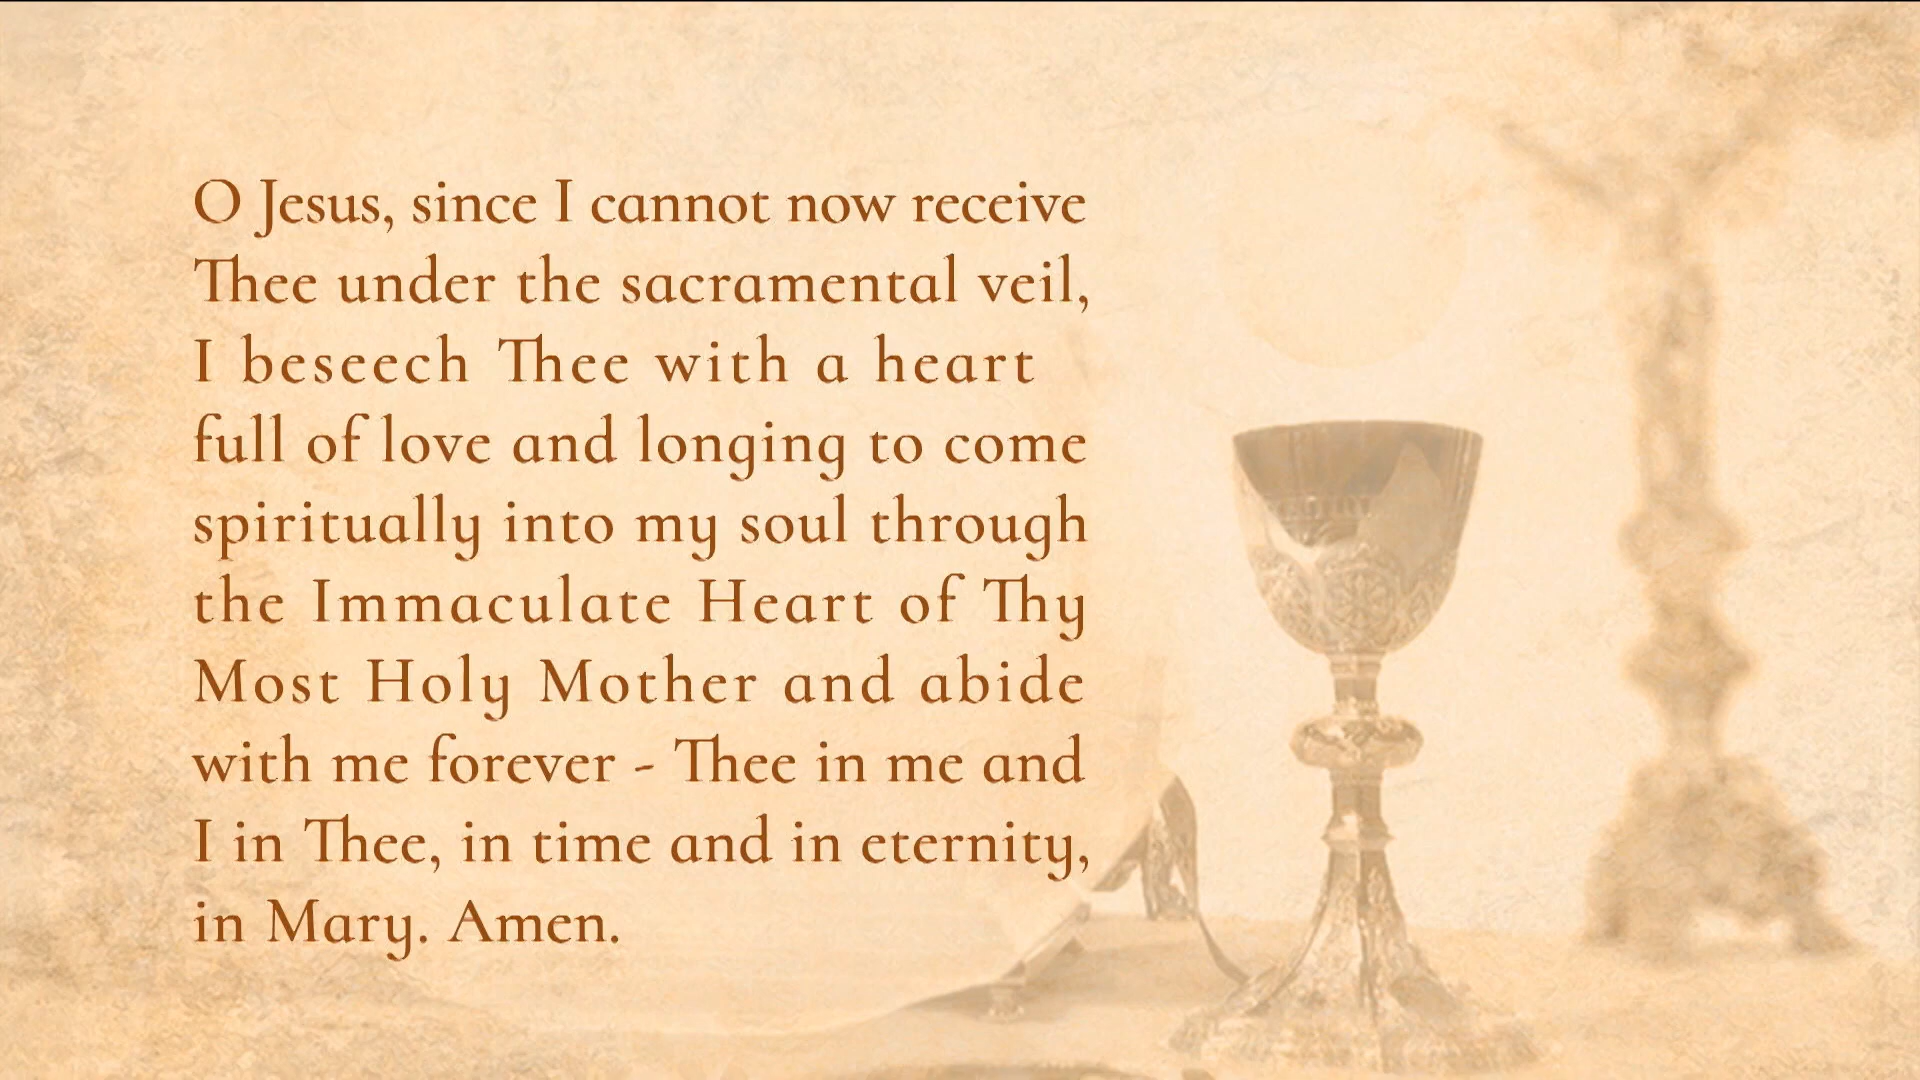 O Jesus, since I cannot now receive
Thee under the sacramental veil,
I beseech Thee with a heart
full of love and longing to come
spiritually into my soul through
the Immaculate Heart of Thy
Most Holy Mother and abide
with me forever - Thee in me and
I in Thee, in time and in eternity,
in Mary. Amen.